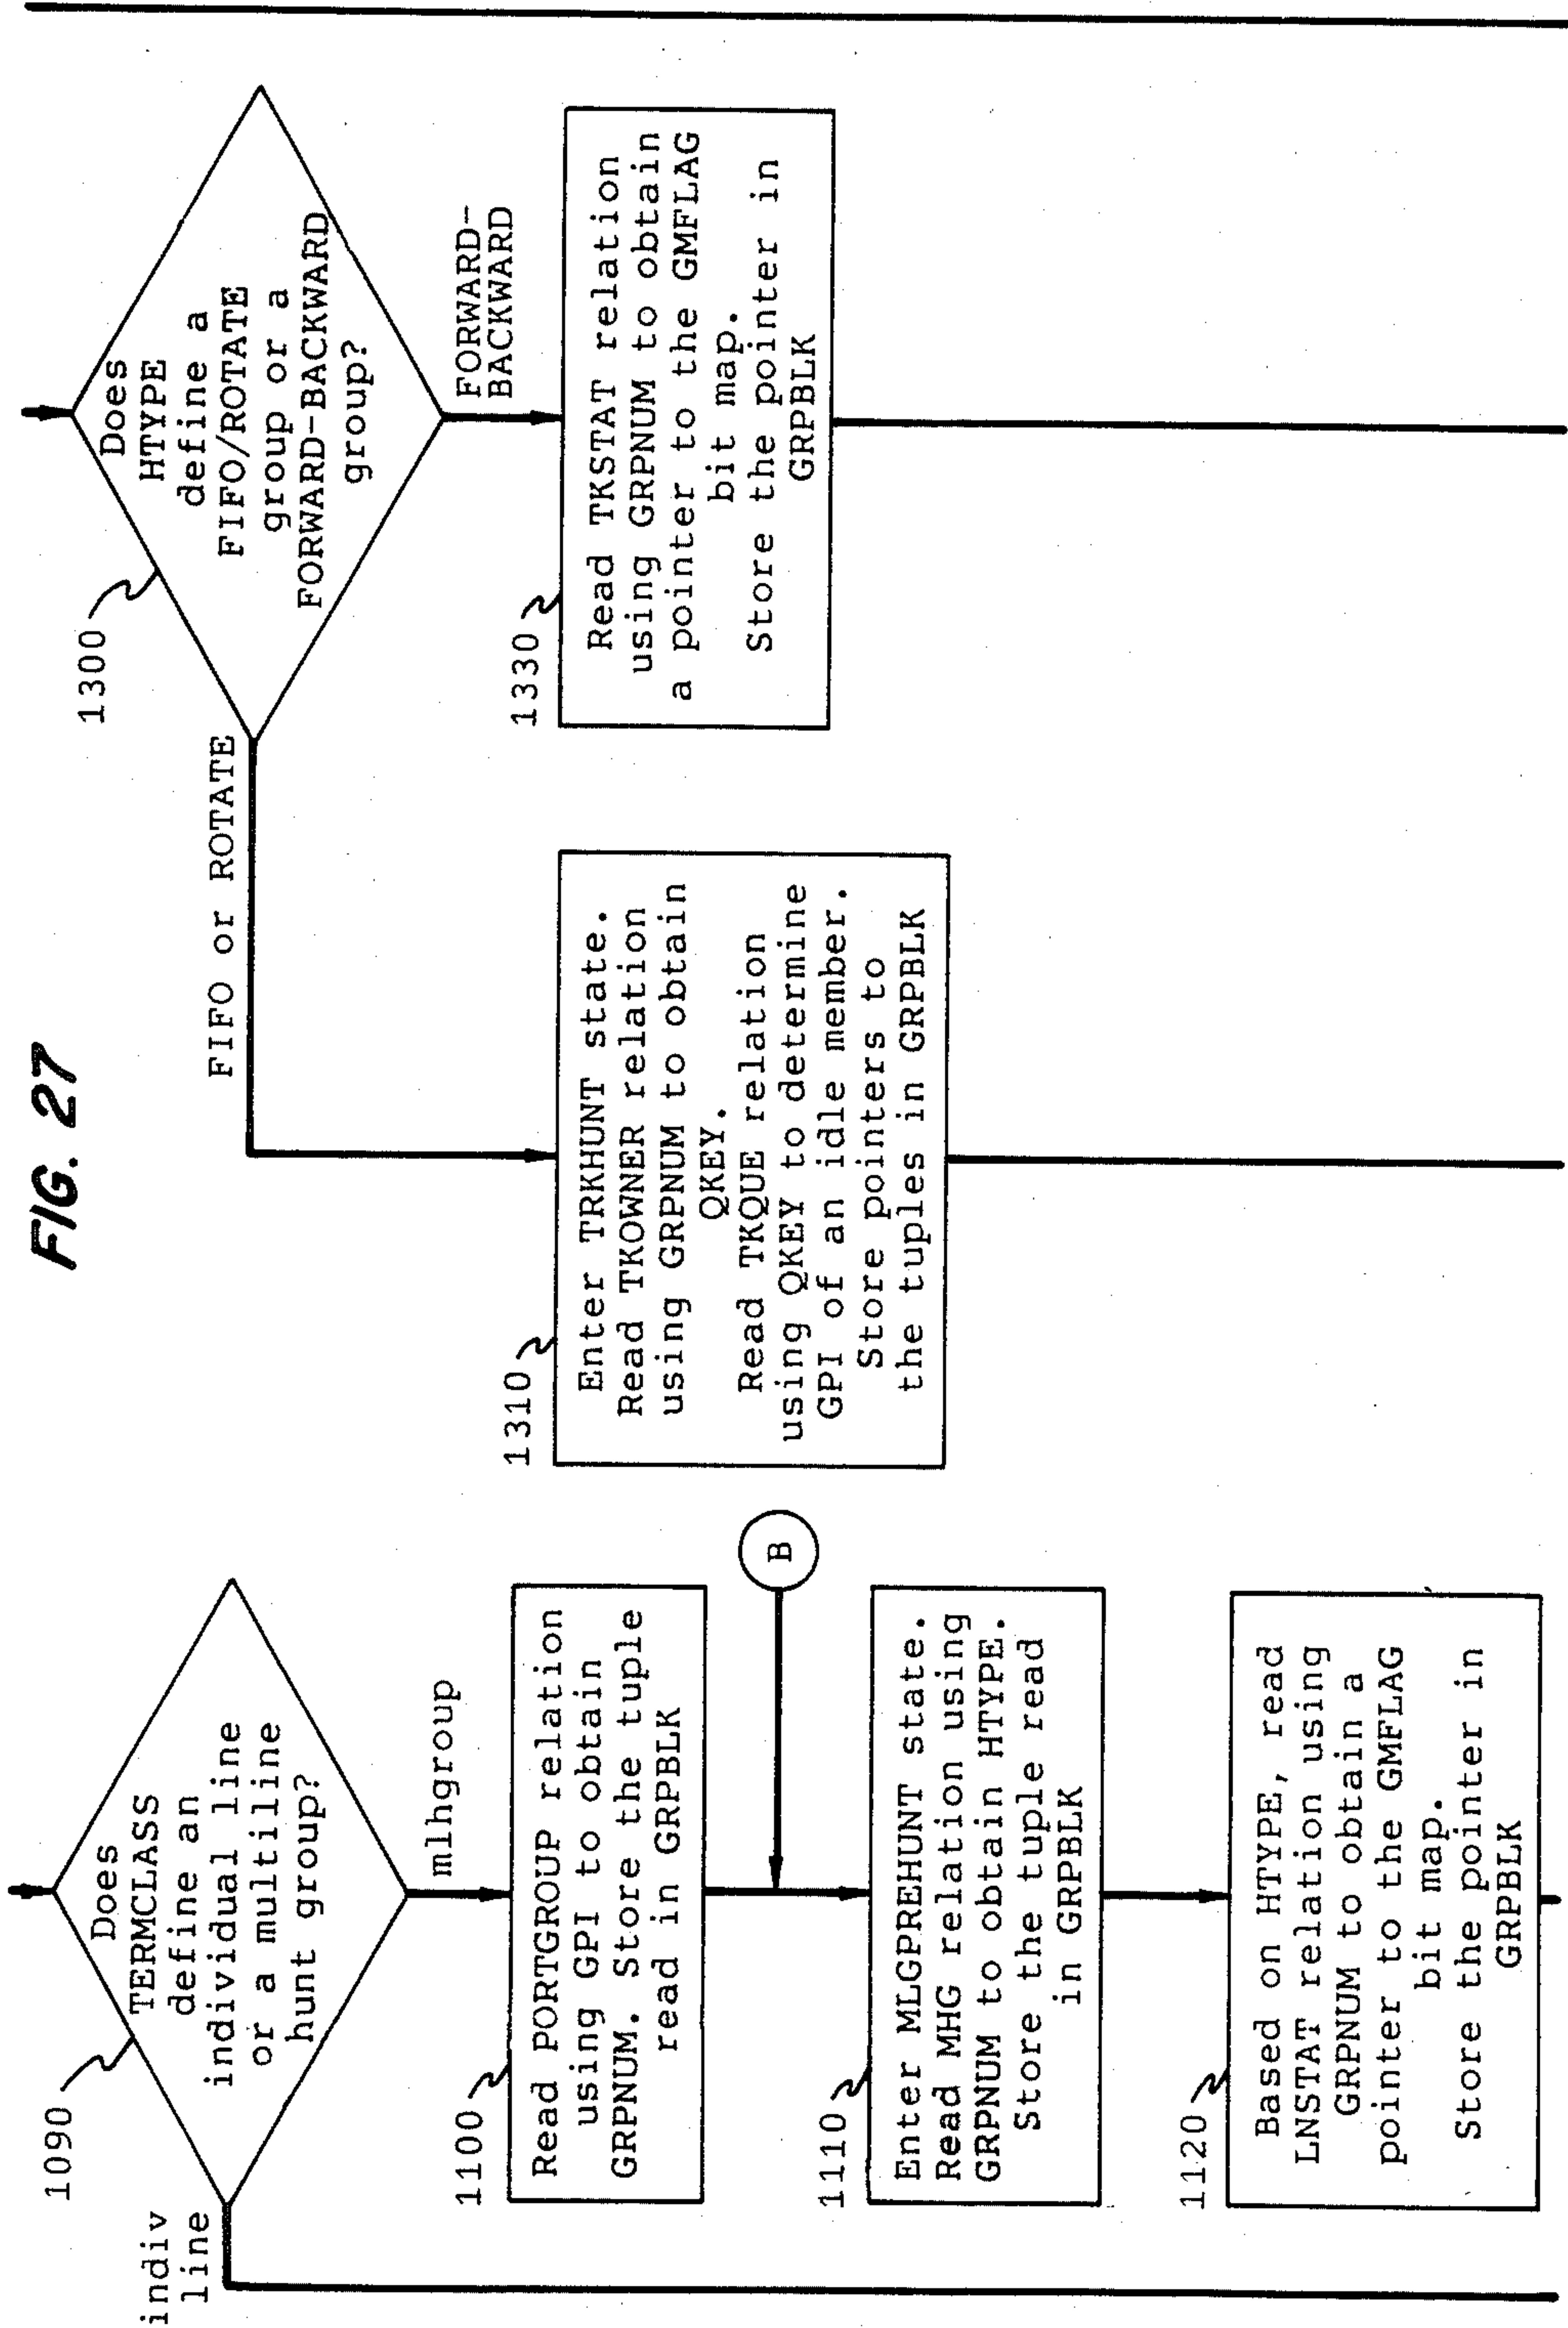 FIG. 27
1090
Does
TERMCLASS
define an
individual line
or a multiline
hunt group?
indiv
line
mlhgroup
1100
Read PORTGROUP relation
using GPI to obtain
GRPNUM. Store the tuple
read in GRPBLK
B
1110
Enter MLGPREHUNT state.
Read MHG relation using
GRPNUM to obtain HTYPE.
Store the tuple read
in GRPBLK
1120
Based on HTYPE, read
LNSTAT relation using
GRPNUM to obtain a
pointer to the GMFLAG
bit map.
Store the pointer in
GRPBLK
1300
Does
HTYPE
define a
FIFO/ROTATE
group or a
FORWARD-BACKWARD
group?
FIFO or ROTATE
FORWARD-
BACKWARD
1310
Enter TRKHUNT state.
Read TKOWNER relation
using GRPNUM to obtain
QKEY.
Read TKQUE relation
using QKEY to determine
GPI of an idle member.
Store pointers to
the tuples in GRPBLK
1330
Read TKSTAT relation
using GRPNUM to obtain
a pointer to the GMFLAG
bit map.
Store the pointer in
GRPBLK